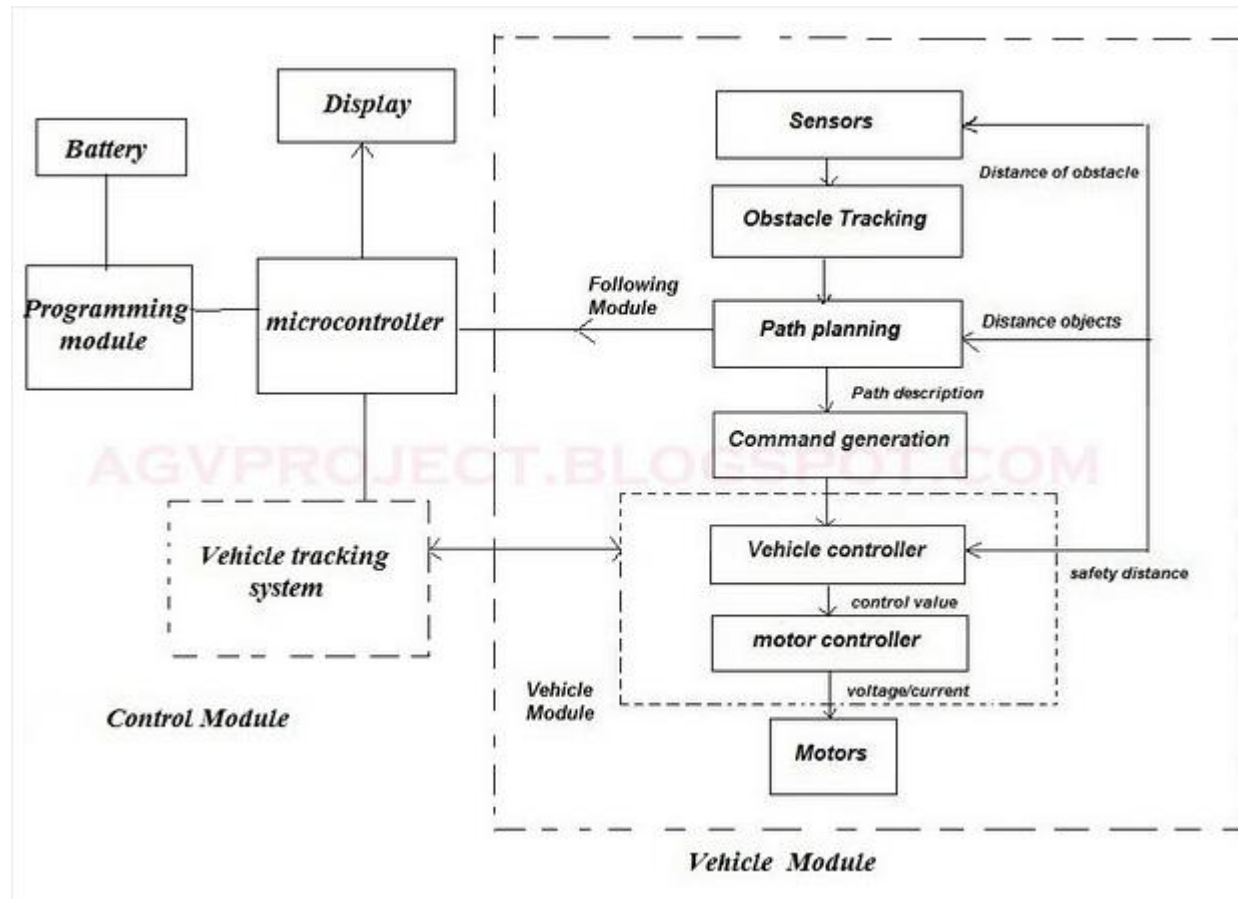 Display
Battery
Programming
module
microcontroller
Vehicle tracking
system
Control Module
Sensors
Distance of obstacle
Obstacle Tracking
Following
Module
Path planning
Distance objects
Path description
Command generation
AGVPROJECT.BLOGSPOT.COM
Vehicle controller
safety distance
control value
motor controller
voltage/current
Vehicle
Module
Motors
Vehicle Module